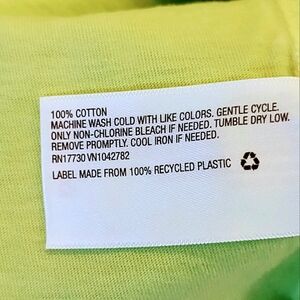 100% COTTON
MACHINE WASH COLD WITH LIKE COLORS. GENTLE CYCLE.
ONLY NON-CHLORINE BLEACH IF NEEDED. TUMBLE DRY LOW.
REMOVE PROMPTLY. COOL IRON IF NEEDED.
RN17730 VN1042782
LABEL MADE FROM 100% RECYCLED PLASTIC